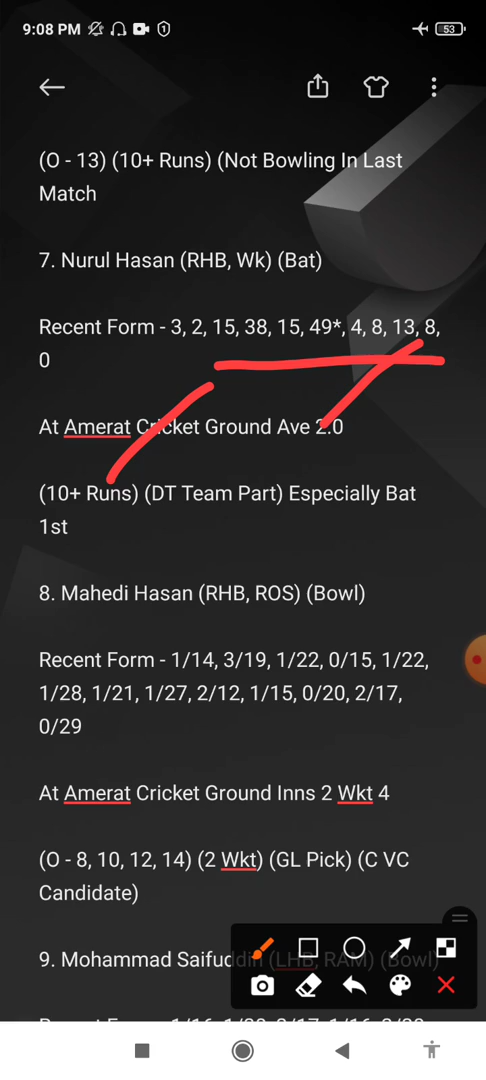 9:08 PM
53
(O - 13) (10+ Runs) (Not Bowling In Last
Match
7. Nurul Hasan (RHB, Wk) (Bat)
Recent Form - 3, 2, 15, 38, 15, 49*, 4, 8, 13, 8,
0
At Amerat Cricket Ground Ave 2.0
(10+ Runs) (DT Team Part) Especially Bat
1st
8. Mahedi Hasan (RHB, ROS) (Bowl)
Recent Form - 1/14, 3/19, 1/22, 0/15, 1/22,
1/28, 1/21, 1/27, 2/12, 1/15, 0/20, 2/17,
0/29
At Amerat Cricket Ground Inns 2 Wkt 4
(O - 8, 10, 12, 14) (2 Wkt) (GL Pick) (C VC
Candidate)
9. Mohammad Saifuddin (LHB, RAM) (Bowl)